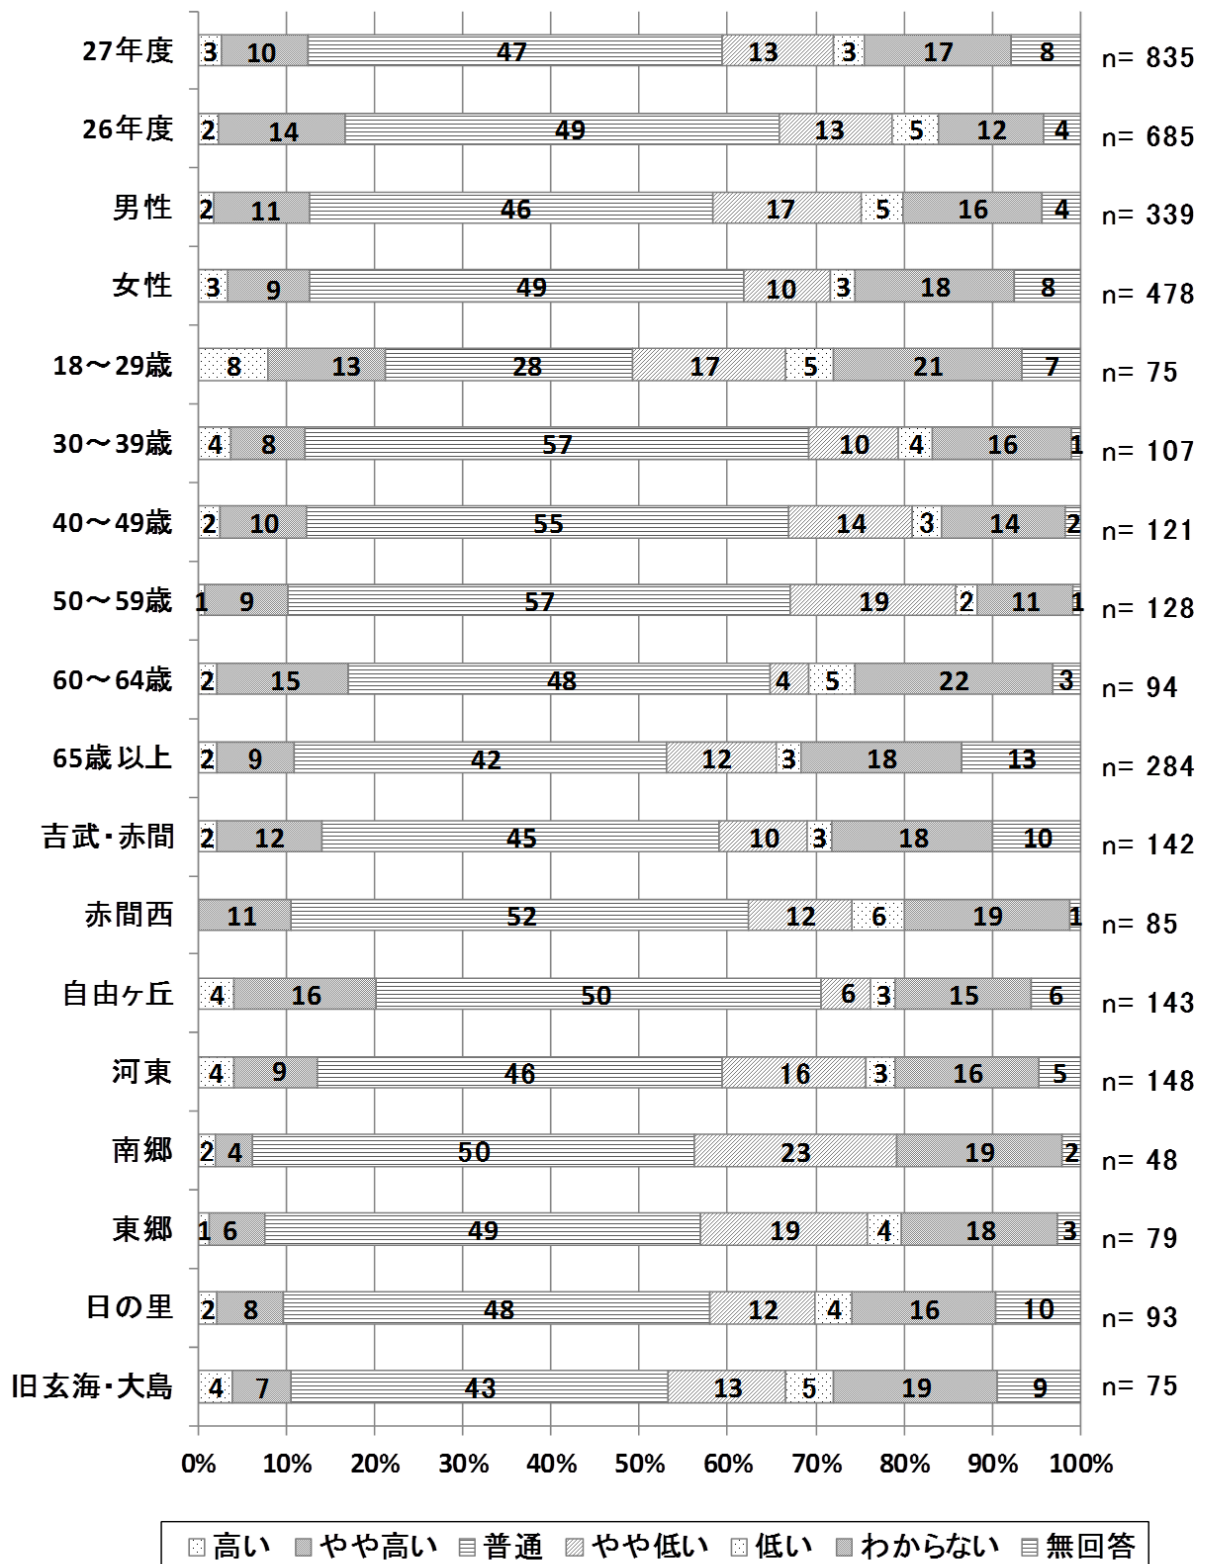 27年度 3 10 47 13 3 17 8 n= 835
26年度 2 14 49 13 5 12 4 n= 685
男性 2 11 46 17 5 16 4 n= 339
女性 3 9 49 10 3 18 8 n= 478
18～29歳 8 13 28 17 5 21 7 n= 75
30～39歳 4 8 57 10 4 16 1 n= 107
40～49歳 2 10 55 14 3 14 2 n= 121
50～59歳 1 9 57 19 2 11 1 n= 128
60～64歳 2 15 48 4 5 22 3 n= 94
65歳以上 2 9 42 12 3 18 13 n= 284
吉武・赤間 2 12 45 10 3 18 10 n= 142
赤間西 11 52 12 6 19 1 n= 85
自由ヶ丘 4 16 50 6 3 15 6 n= 143
河東 4 9 46 16 3 16 5 n= 148
南郷 2 4 50 23 19 2 n= 48
東郷 1 6 49 19 4 18 3 n= 79
日の里 2 8 48 12 4 16 10 n= 93
旧玄海・大島 4 7 43 13 5 19 9 n= 75
0% 10% 20% 30% 40% 50% 60% 70% 80% 90% 100%
高い やや高い 普通 やや低い 低い わからない 無回答